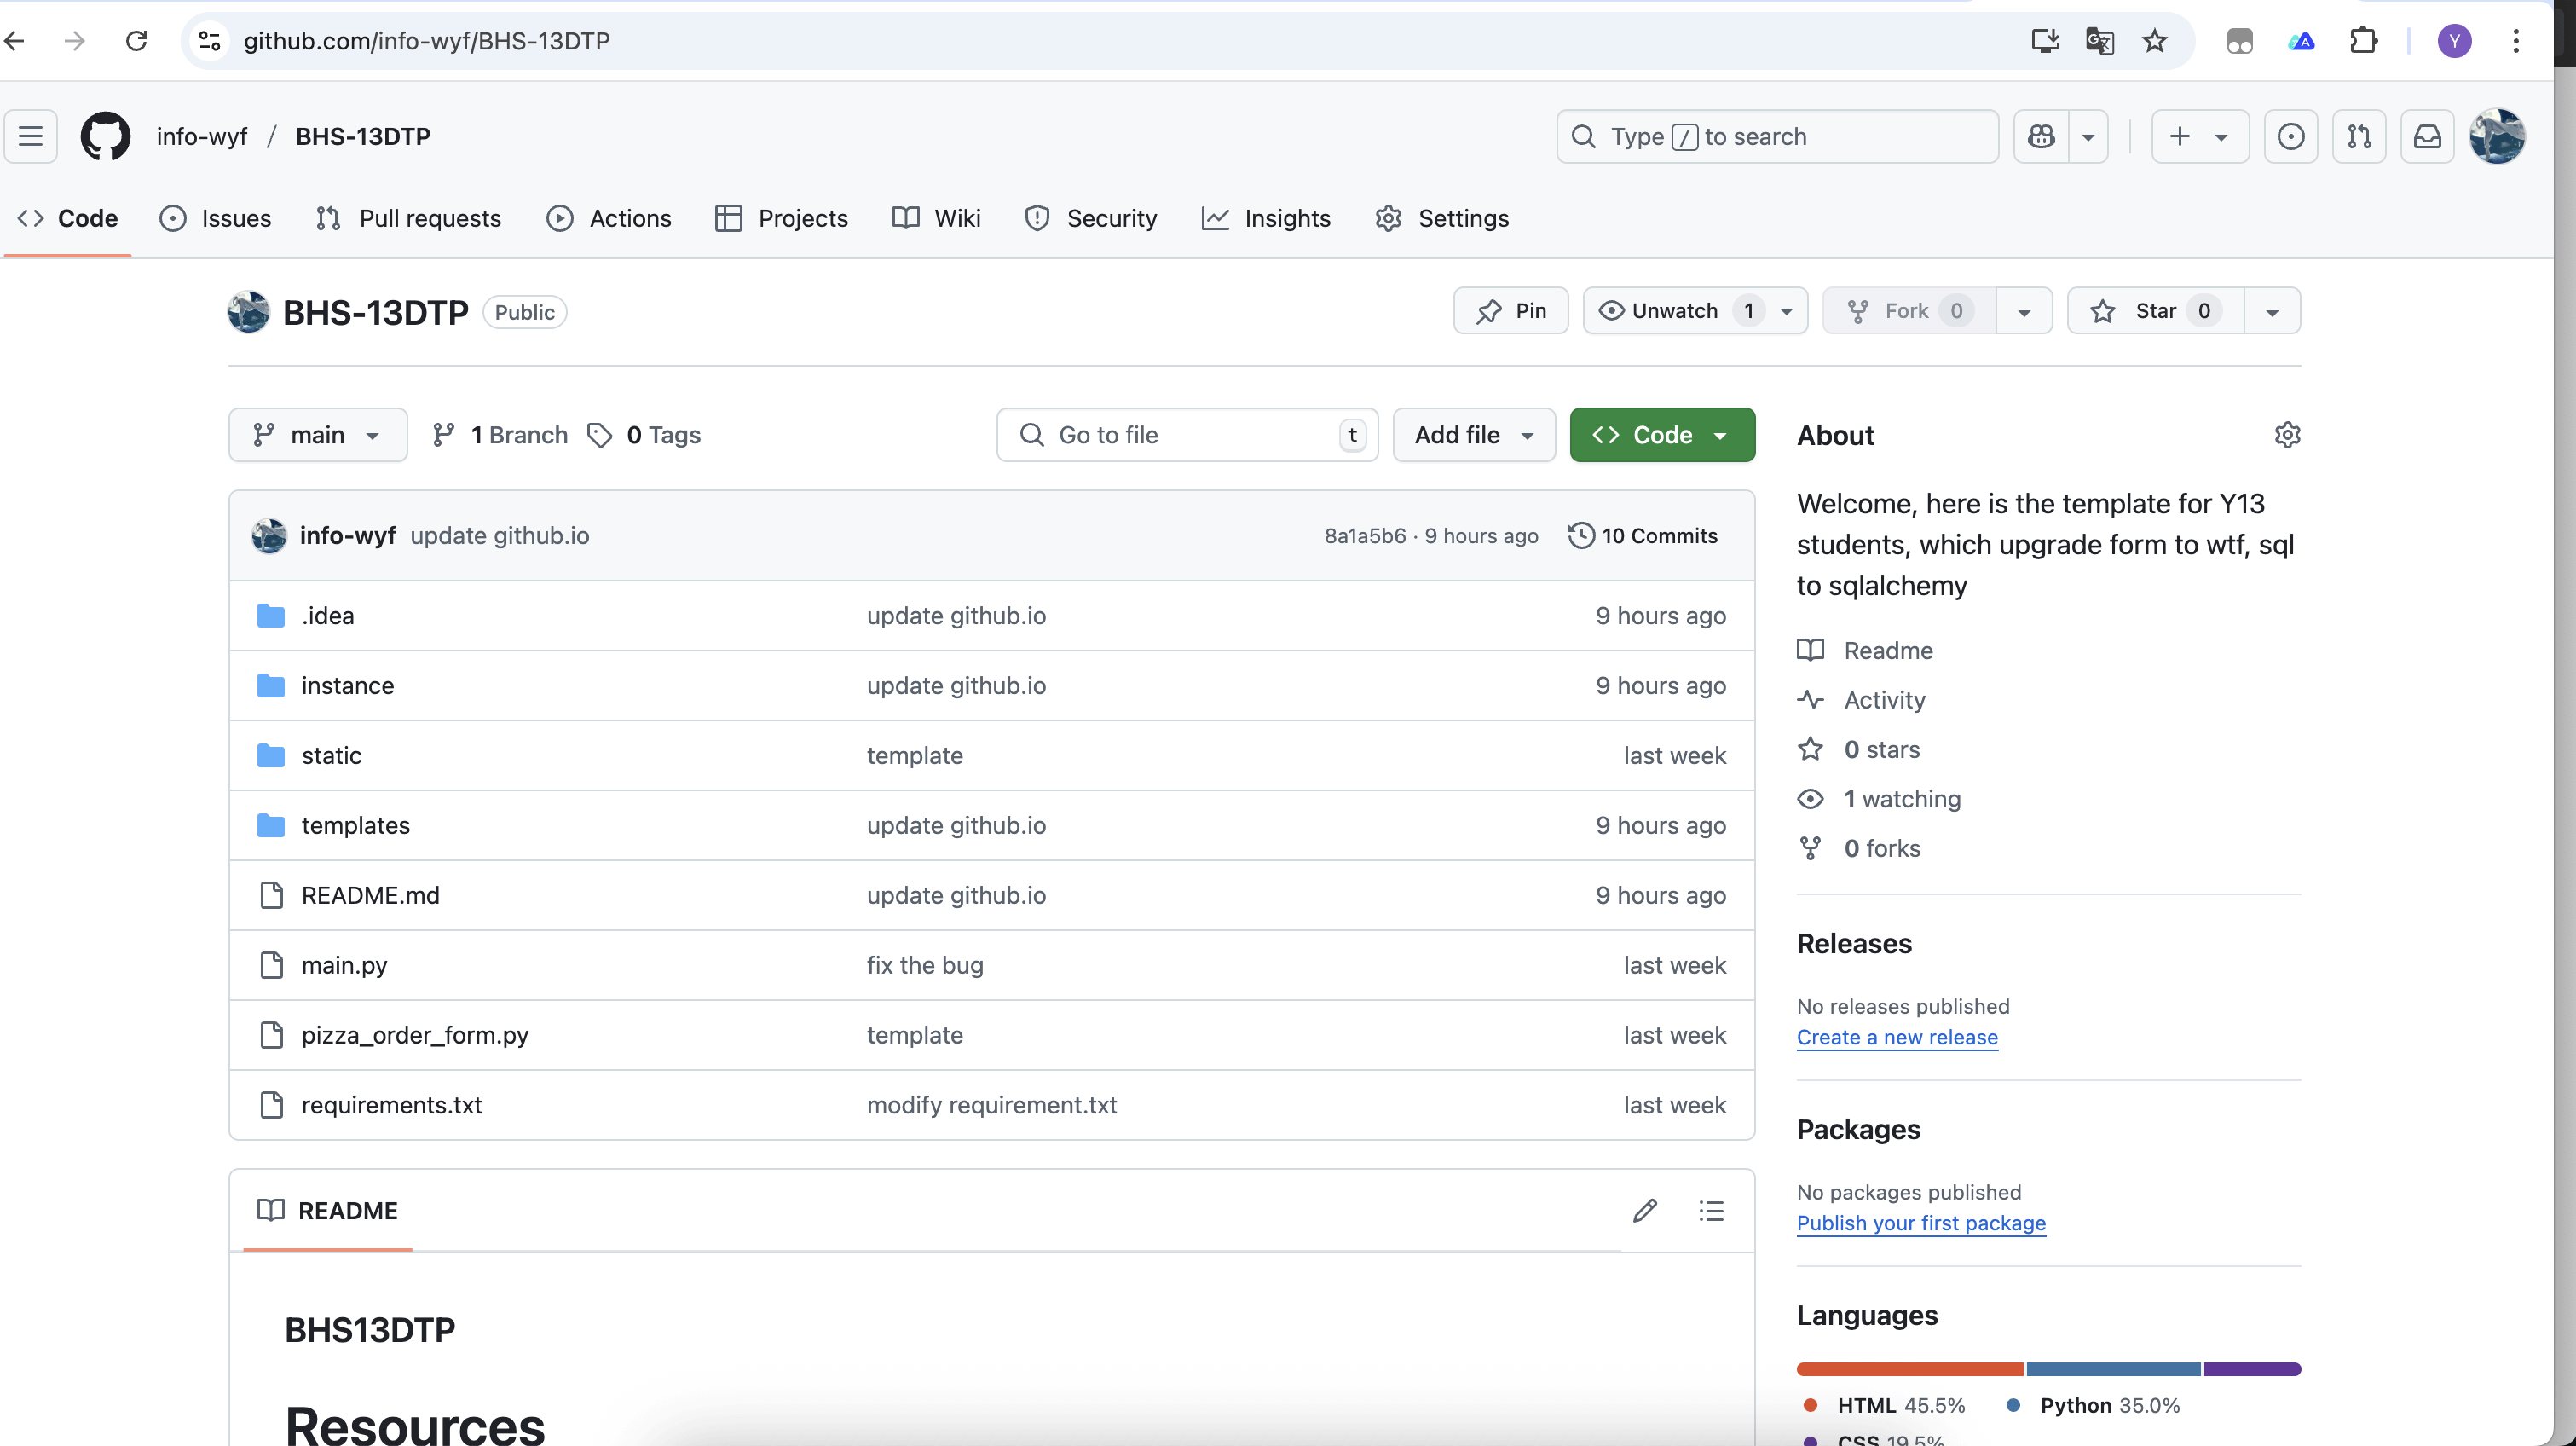 github.com/info-wyf/BHS-13DTP
Y
info-wyf / BHS-13DTP
Type / to search
Code Issues Pull requests Actions Projects Wiki Security Insights Settings
BHS-13DTP Public
Pin Unwatch 1 Fork 0 Star 0
main 1 Branch 0 Tags Go to file t Add file Code
info-wyf update github.io 8a1a5b6 · 9 hours ago 10 Commits
.idea update github.io 9 hours ago
instance update github.io 9 hours ago
static template last week
templates update github.io 9 hours ago
README.md update github.io 9 hours ago
main.py fix the bug last week
pizza_order_form.py template last week
requirements.txt modify requirement.txt last week
README
BHS13DTP
Resources
About
Welcome, here is the template for Y13
students, which upgrade form to wtf, sql
to sqlalchemy
Readme
Activity
0 stars
1 watching
0 forks
Releases
No releases published
Create a new release
Packages
No packages published
Publish your first package
Languages
HTML 45.5% Python 35.0%
CSS 19.5%